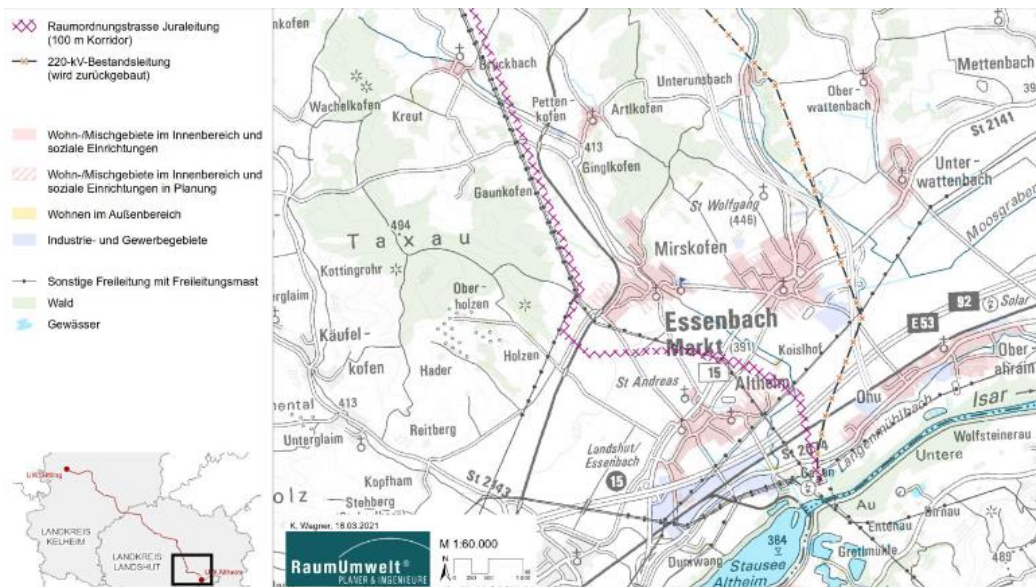 Raumordnungstrasse Juraleitung
(100 m Korridor)
220-kV-Bestandsleitung
(wird zurückgebaut)
Wohn-/Mischgebiete im Innenbereich und
soziale Einrichtungen
Wohn-/Mischgebiete im Innenbereich und
soziale Einrichtungen in Planung
Wohnen im Außenbereich
Industrie- und Gewerbegebiete
Sonstige Freileitung mit Freileitungsmast
Wald
Gewässer
LANDKREIS
KELHEIM
LANDKREIS
LANDSHUT
K. Wagner, 18.03.2021
RaumUmwelt®
PLANER & INGENIEURE
M 1:60.000
Bruckbach
Wachelkofen
Kreut
Petten-
kofen
Artlkofen
Unterunsbach
Ober-
wattenbach
Mettenbach
St 2141
413
Ginglkofen
Gaunkofen
Unter-
wattenbach
St Wolfgang
(446)
Moosgraben
494
Taxau
Mirskofen
Kottingrohr
Ober-
holzen
92
Solar
E 53
Essenbach
Markt
(391)
Käufel-
kofen
Holzen
Hader
Koislhof
15
St Andreas
Altheim
Ohu
Ober-
ahrain
Isar
413
Unterglaim
Reitberg
Landshut/
Essenbach
15
St 2074
Längenmühlbach
Wolfsteinerau
Untere
Au
St 2143
Kopfham
Stehberg
Entenau
Gretlmühle
Dumwang
384
Stausee
Altheim
489